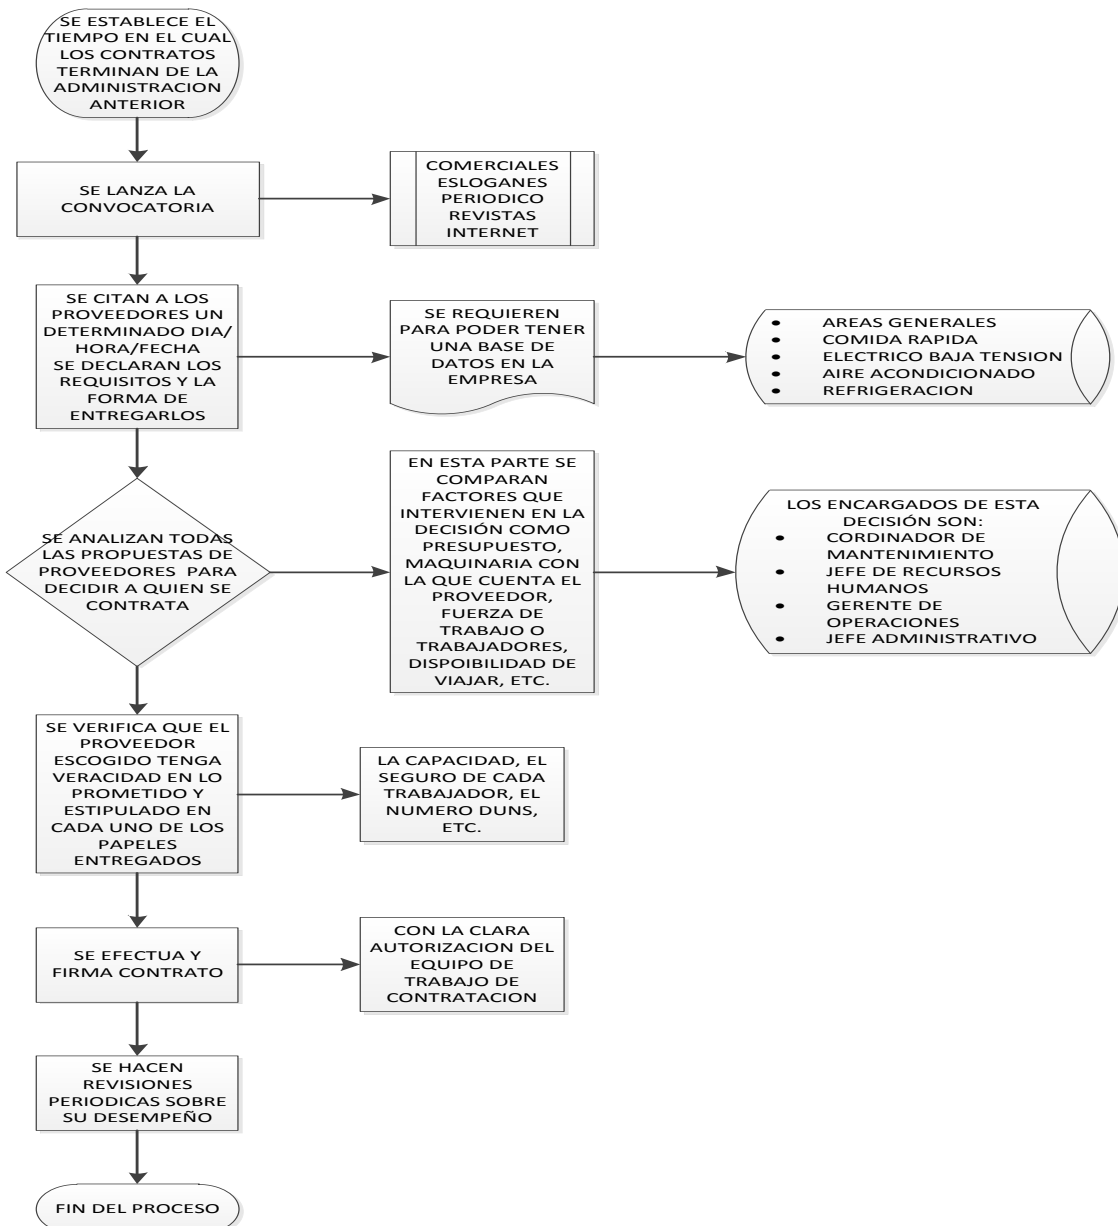 SE ESTABLECE EL
TIEMPO EN EL CUAL
LOS CONTRATOS
TERMINAN DE LA
ADMINISTRACION
ANTERIOR
SE LANZA LA
CONVOCATORIA
COMERCIALES
ESLOGANES
PERIODICO
REVISTAS
INTERNET
SE CITAN A LOS
PROVEEDORES UN
DETERMINADO DIA/
HORA/FECHA
SE DECLARAN LOS
REQUISITOS Y LA
FORMA DE
ENTREGARLOS
SE REQUIEREN
PARA PODER TENER
UNA BASE DE
DATOS EN LA
EMPRESA
• AREAS GENERALES
• COMIDA RAPIDA
• ELECTRICO BAJA TENSION
• AIRE ACONDICIONADO
• REFRIGERACION
SE ANALIZAN TODAS
LAS PROPUESTAS DE
PROVEEDORES PARA
DECIDIR A QUIEN SE
CONTRATA
EN ESTA PARTE SE
COMPARAN
FACTORES QUE
INTERVIENEN EN LA
DECISIÓN COMO
PRESUPUESTO,
MAQUINARIA CON
LA QUE CUENTA EL
PROVEEDOR,
FUERZA DE
TRABAJO O
TRABAJADORES,
DISPOIBILIDAD DE
VIAJAR, ETC.
LOS ENCARGADOS DE ESTA
DECISIÓN SON:
• CORDINADOR DE
MANTENIMIENTO
• JEFE DE RECURSOS
HUMANOS
• GERENTE DE
OPERACIONES
• JEFE ADMINISTRATIVO
SE VERIFICA QUE EL
PROVEEDOR
ESCOGIDO TENGA
VERACIDAD EN LO
PROMETIDO Y
ESTIPULADO EN
CADA UNO DE LOS
PAPELES
ENTREGADOS
LA CAPACIDAD, EL
SEGURO DE CADA
TRABAJADOR, EL
NUMERO DUNS,
ETC.
SE EFECTUA Y
FIRMA CONTRATO
CON LA CLARA
AUTORIZACION DEL
EQUIPO DE
TRABAJO DE
CONTRATACION
SE HACEN
REVISIONES
PERIODICAS SOBRE
SU DESEMPEÑO
FIN DEL PROCESO